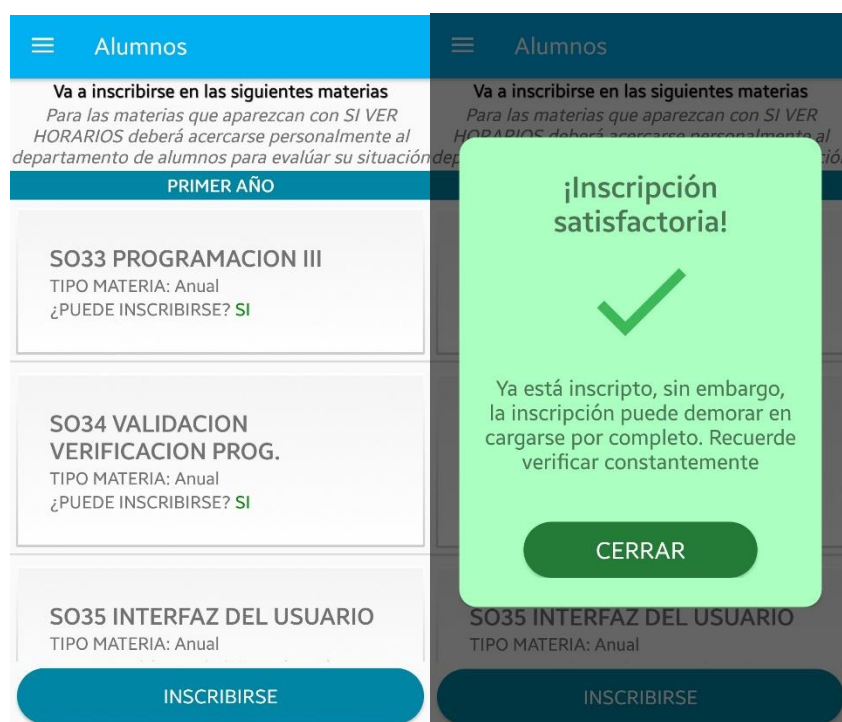 Alumnos
Va a inscribirse en las siguientes materias
Para las materias que aparezcan con SI VER
HORARIOS deberá acercarse personalmente al
departamento de alumnos para evalúar su situación
PRIMER AÑO
SO33 PROGRAMACION III
TIPO MATERIA: Anual
¿PUEDE INSCRIBIRSE? SI
SO34 VALIDACION
VERIFICACION PROG.
TIPO MATERIA: Anual
¿PUEDE INSCRIBIRSE? SI
SO35 INTERFAZ DEL USUARIO
TIPO MATERIA: Anual
INSCRIBIRSE
Alumnos
Va a inscribirse en las siguientes materias
Para las materias que aparezcan con SI VER
HORARIOS deberá acercarse personalmente al
¡Inscripción
satisfactoria!
Ya está inscripto, sin embargo,
la inscripción puede demorar en
cargarse por completo. Recuerde
verificar constantemente
CERRAR
SO35 INTERFAZ DEL USUARIO
TIPO MATERIA: Anual
INSCRIBIRSE